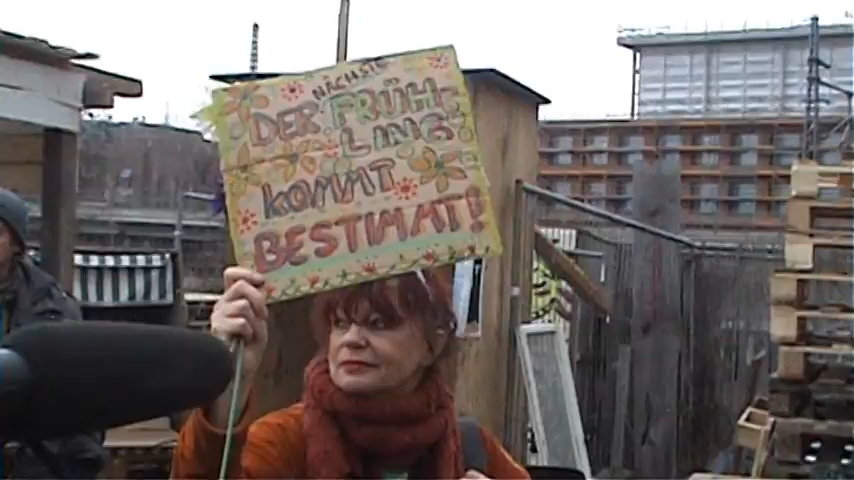 NÄCHSTE
DER FRÜH-
LING
KOMMT
BESTIMMT!